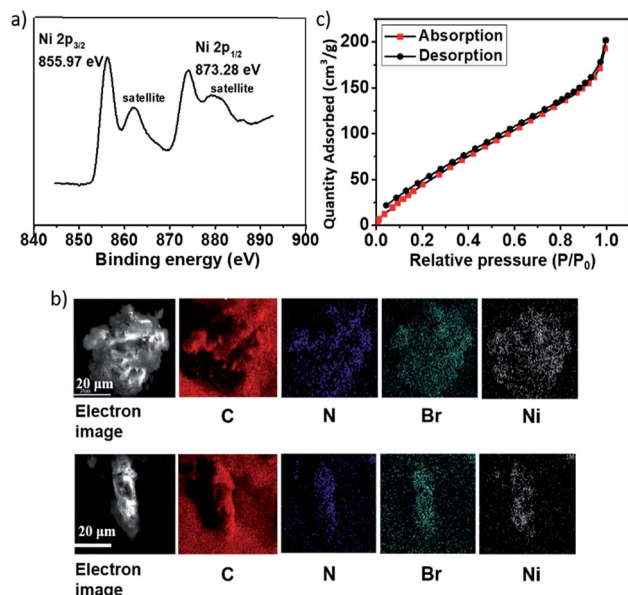 a)
Ni 2p3/2
855.97 eV
satellite
Ni 2p1/2
873.28 eV
satellite
840 850 860 870 880 890 900
Binding energy (eV)
c)
Absorption
Desorption
Quantity Adsorbed (cm³/g)
200
150
100
50
0
0.0 0.2 0.4 0.6 0.8 1.0
Relative pressure (P/P0)
b)
20 μm
Electron
image
C
N
Br
Ni
20 μm
Electron
image
C
N
Br
Ni